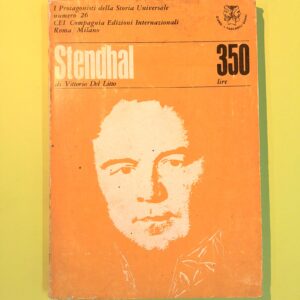 I Protagonisti della Storia Universale
numero 26
CEI Compagnia Edizioni Internazionali
Roma Milano
Stendhal
350
di Vittorio Del Litto
lire